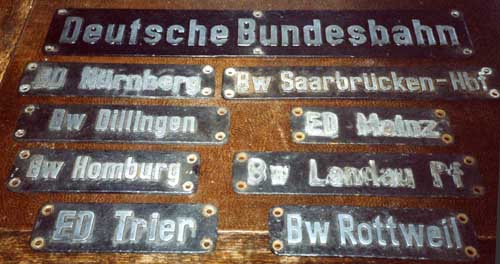 Deutsche Bundesbahn
BD Nürnberg
Bw Saarbrücken-Hbf
Bw Dillingen
ED Mainz
Bw Homburg
Bw Landau Pf
ED Trier
Bw Rottweil